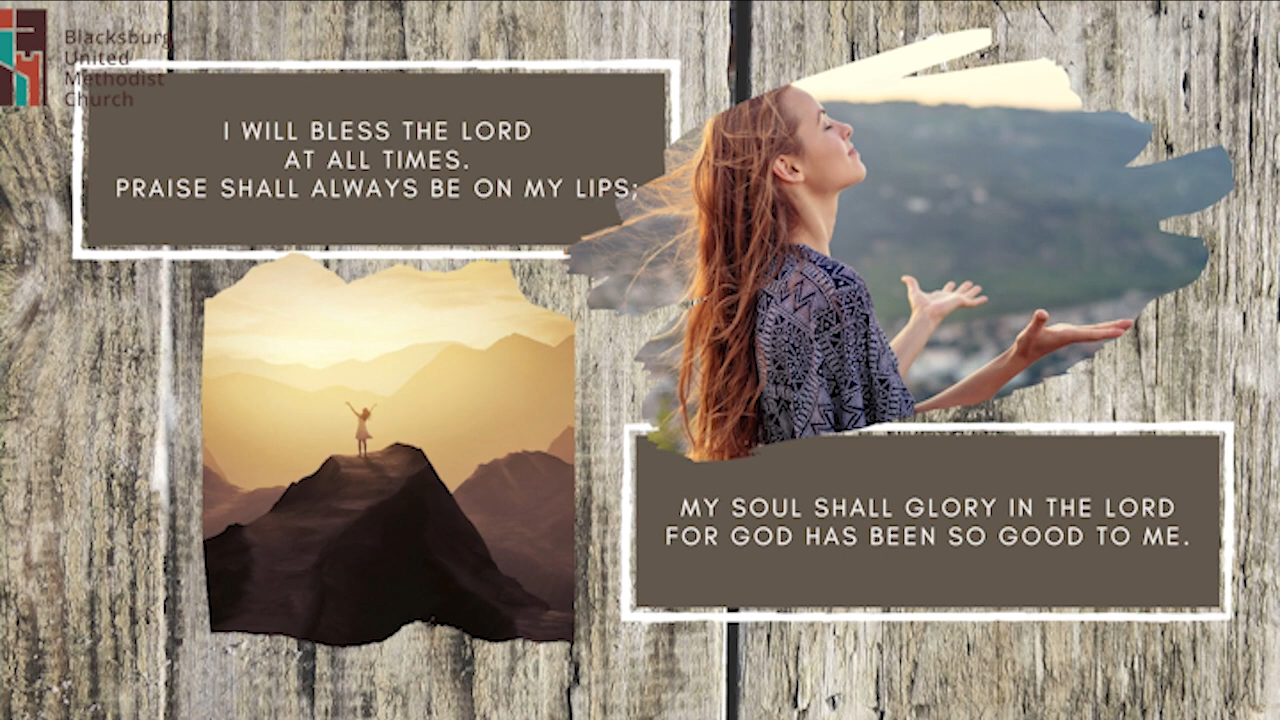 Blacksburg
United
Methodist
Church
I WILL BLESS THE LORD
AT ALL TIMES.
PRAISE SHALL ALWAYS BE ON MY LIPS;
MY SOUL SHALL GLORY IN THE LORD
FOR GOD HAS BEEN SO GOOD TO ME.